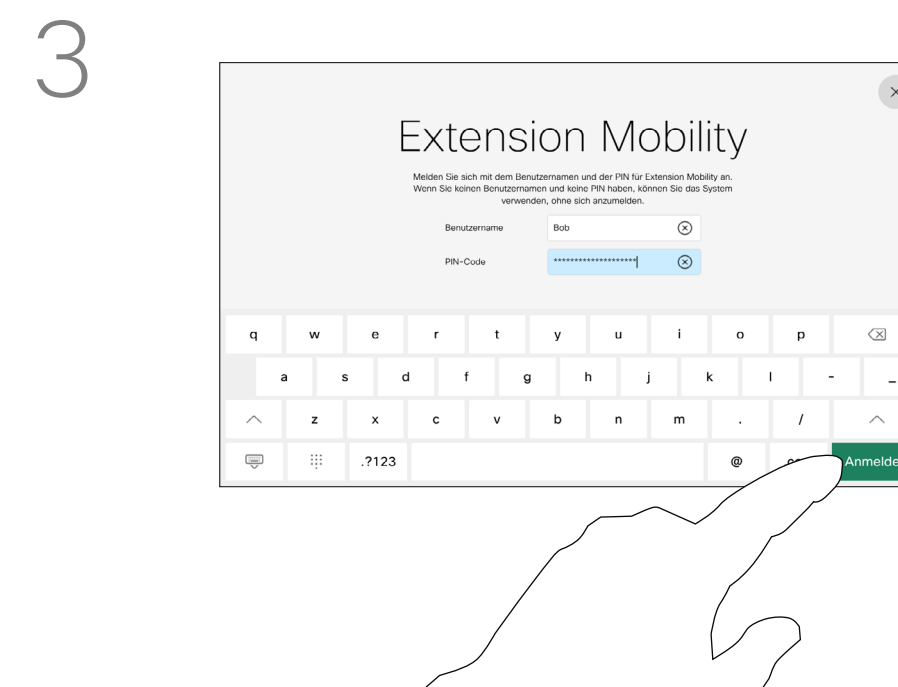 3
Extension Mobility
Melden Sie sich mit dem Benutzernamen und der PIN für Extension Mobility an.
Wenn Sie keinen Benutzernamen und keine PIN haben, können Sie das System
verwenden, ohne sich anzumelden.
Benutzername Bob
PIN-Code ********************
q w e r t y u i o p
a s d f g h j k l - _
z x c v b n m . /
.?123 @ Anmelde